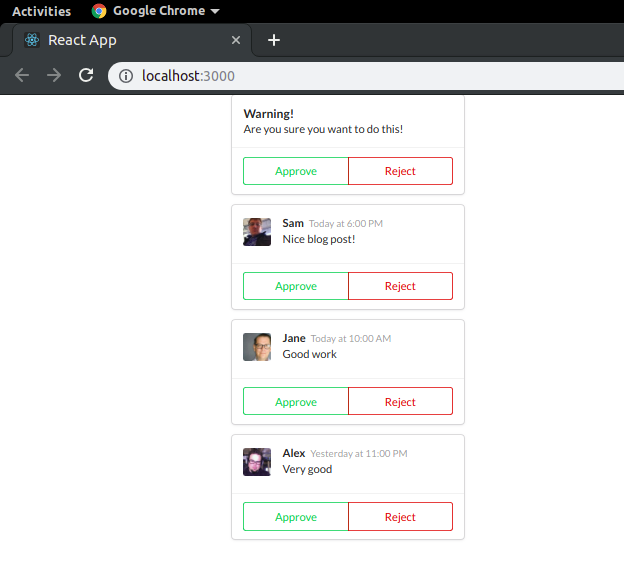 Activities Google Chrome
React App
localhost:3000
Warning!
Are you sure you want to do this!
Approve Reject
Sam Today at 6:00 PM
Nice blog post!
Approve Reject
Jane Today at 10:00 AM
Good work
Approve Reject
Alex Yesterday at 11:00 PM
Very good
Approve Reject